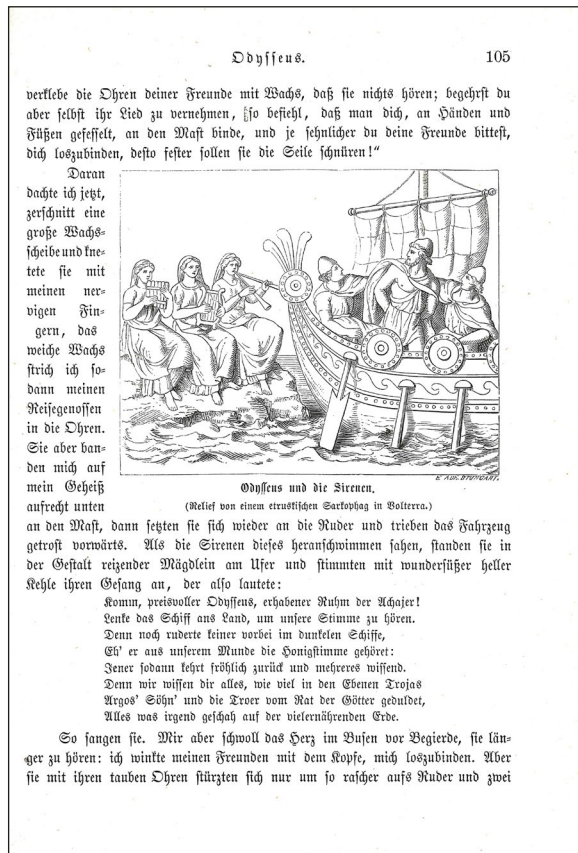 Odysseus.
105
verklebe die Ohren deiner Freunde mit Wachs, daß sie nichts hören; begehrst du
aber selbst ihr Lied zu vernehmen, so befiehl, daß man dich, an Händen und
Füßen gefesselt, an den Mast binde, und je sehnlicher du deine Freunde bittest,
dich loszubinden, desto fester sollen sie die Seile schnüren!“
Daran
dachte ich jetzt,
zerschnitt eine
große Wachs-
scheibe und kne-
tete sie mit
meinen ner-
vigen Fin-
gern, das
weiche Wachs
strich ich so-
dann meinen
Reisegenossen
in die Ohren.
Sie aber ban-
den mich auf
mein Geheiß
aufrecht unten
Odysseus und die Sirenen.
(Relief von einem etruskischen Sarkophag in Volterra.)
an den Mast, dann setzten sie sich wieder an die Ruder und trieben das Fahrzeug
getrost vorwärts. Als die Sirenen dieses heranschwimmen sahen, standen sie in
der Gestalt reizender Mägdlein am Ufer und stimmten mit wundersüßer heller
Kehle ihren Gesang an, der also lautete:
Komm, preisvoller Odysseus, erhabener Ruhm der Achajer!
Lenke das Schiff ans Land, um unsere Stimme zu hören.
Denn noch ruderte keiner vorbei im dunkelen Schiffe,
Eh' er aus unserem Munde die Honigstimme gehöret:
Jener sodann kehrt fröhlich zurück und mehreres wissend.
Denn wir wissen dir alles, wie viel in den Ebenen Trojas
Argos' Söhn' und die Troer vom Rat der Götter geduldet,
Alles was irgend geschah auf der vielernährenden Erde.
So sangen sie. Mir aber schwoll das Herz im Busen vor Begierde, sie län-
ger zu hören: ich winkte meinen Freunden mit dem Kopfe, mich loszubinden. Aber
sie mit ihren tauben Ohren stürzten sich nur um so rascher aufs Ruder und zwei